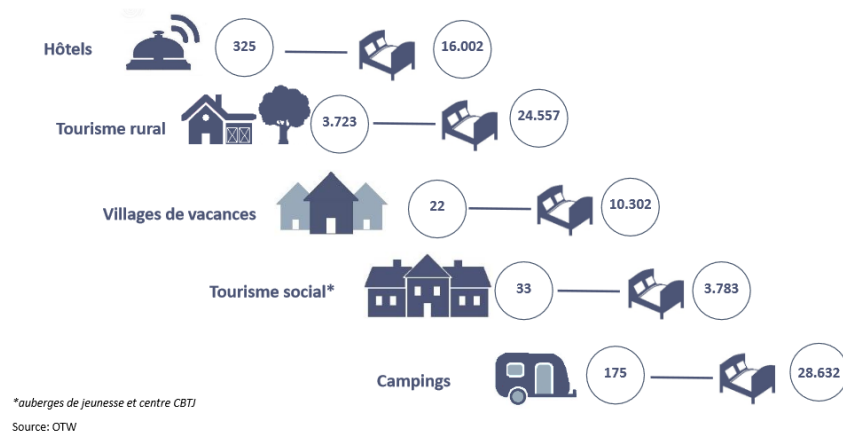 Hôtels 325 16.002
Tourisme rural 3.723 24.557
Villages de vacances 22 10.302
Tourisme social* 33 3.783
Campings 175 28.632
*auberges de jeunesse et centre CBTJ
Source: OTW